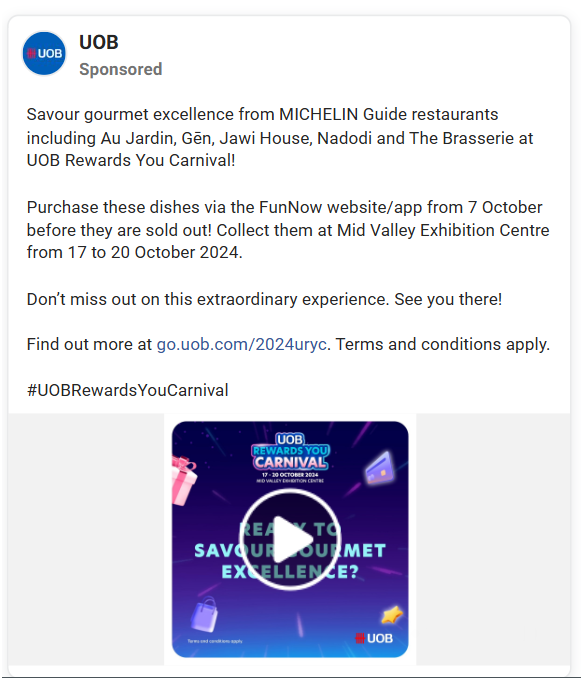 UOB
UOB
Sponsored
Savour gourmet excellence from MICHELIN Guide restaurants
including Au Jardin, Gēn, Jawi House, Nadodi and The Brasserie at
UOB Rewards You Carnival!
Purchase these dishes via the FunNow website/app from 7 October
before they are sold out! Collect them at Mid Valley Exhibition Centre
from 17 to 20 October 2024.
Don’t miss out on this extraordinary experience. See you there!
Find out more at go.uob.com/2024uryc. Terms and conditions apply.
#UOBRewardsYouCarnival
UOB
REWARDS YOU
CARNIVAL
17 - 20 OCTOBER 2024
MID VALLEY EXHIBITION CENTRE
READY TO
SAVOUR GOURMET
EXCELLENCE?
Terms and conditions apply.
UOB